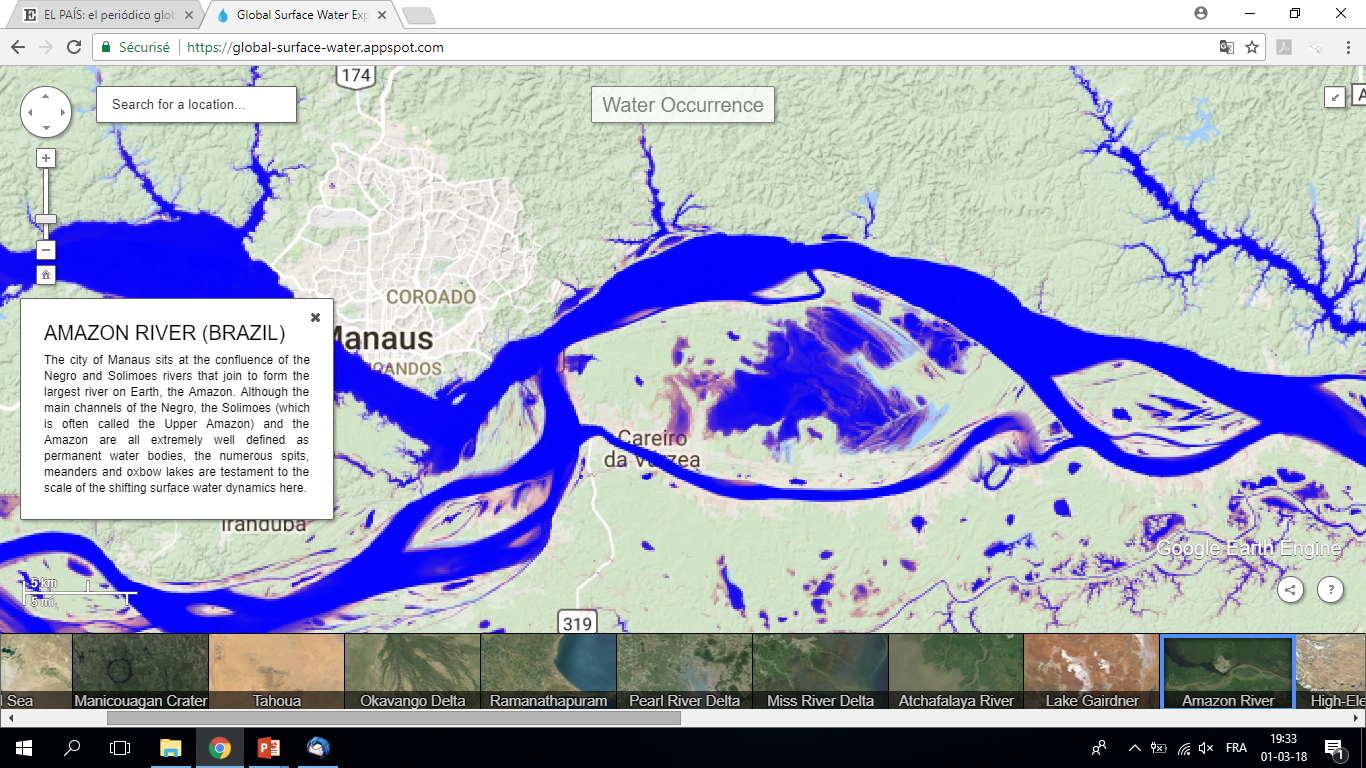 EL PAÍS: el periódico glo
Global Surface Water Exp
Sécurisé
https://global-surface-water.appspot.com
174
Search for a location...
Water Occurrence
A
COROADO
Manaus
AMAZON RIVER (BRAZIL)
The city of Manaus sits at the confluence of the
Negro and Solimoes rivers that join to form the
largest river on Earth, the Amazon. Although the
main channels of the Negro, the Solimoes (which
is often called the Upper Amazon) and the
Amazon are all extremely well defined as
permanent water bodies, the numerous spits,
meanders and oxbow lakes are testament to the
scale of the shifting surface water dynamics here.
Careiro
da Várzea
Iranduba
Google Earth Engine
5 km
5 mi
?
319
l Sea
Manicouagan Crater
Tahoua
Okavango Delta
Ramanathapuram
Pearl River Delta
Miss River Delta
Atchafalaya River
Lake Gairdner
Amazon River
High-Ele
FRA
19:33
01-03-18
1